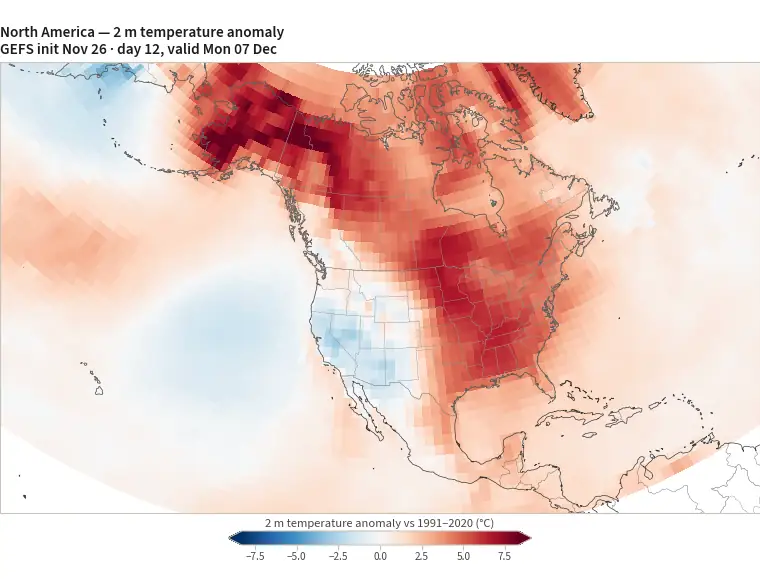 North America — 2 m temperature anomaly
GEFS init Nov 26 · day 12, valid Mon 07 Dec
2 m temperature anomaly vs 1991–2020 (°C)
−7.5 −5.0 −2.5 0.0 2.5 5.0 7.5